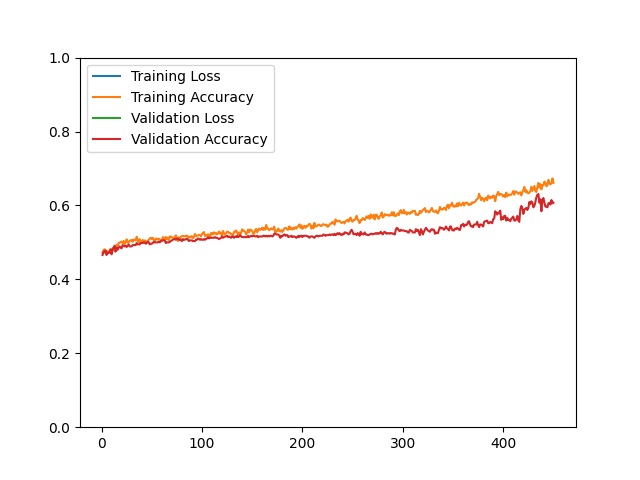 Training Loss
Training Accuracy
Validation Loss
Validation Accuracy
1.0
0.8
0.6
0.4
0.2
0.0
0 100 200 300 400